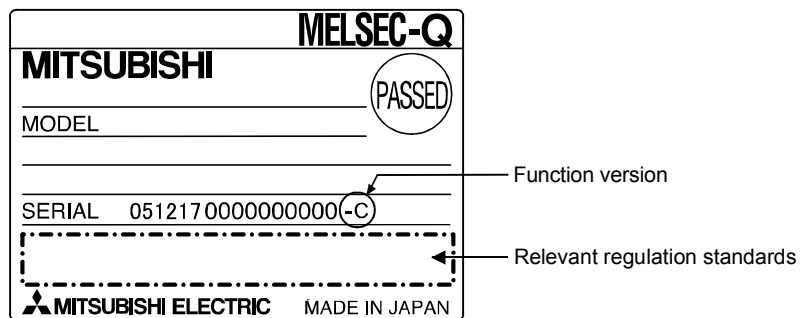 MELSEC-Q
MITSUBISHI
PASSED
MODEL
Function version
SERIAL 0512170000000000-C
Relevant regulation standards
MITSUBISHI ELECTRIC MADE IN JAPAN